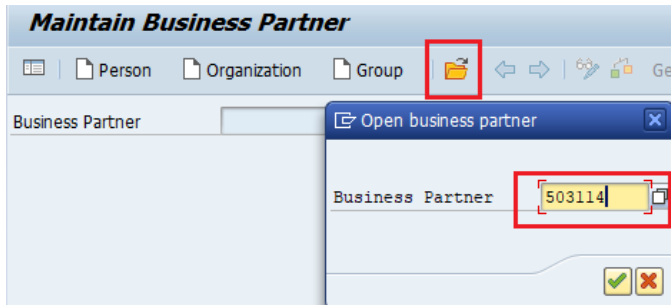 Maintain Business Partner
Person Organization Group Ge
Business Partner
Open business partner
Business Partner 503114